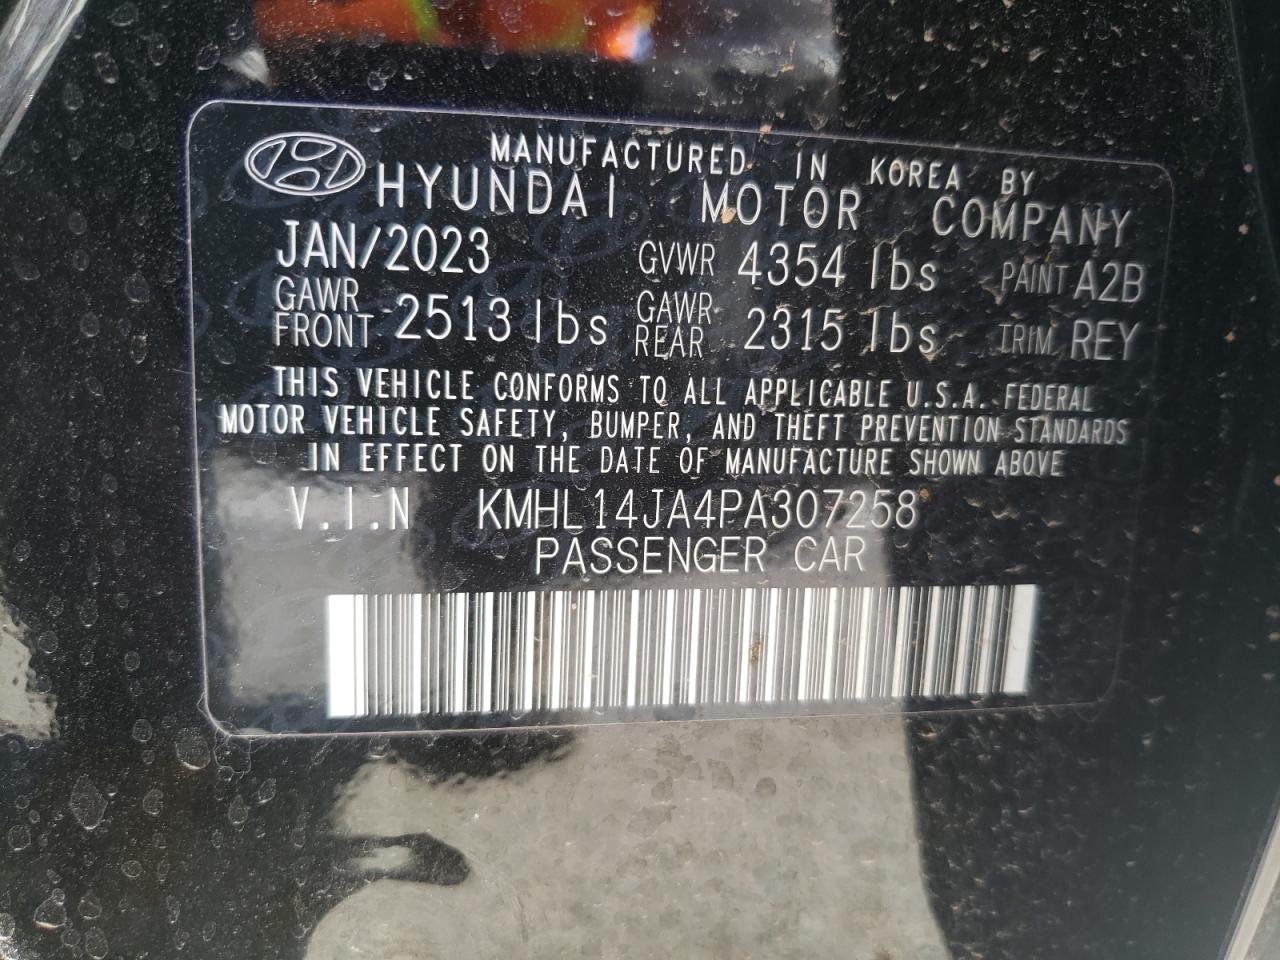 MANUFACTURED IN KOREA BY
HYUNDAI MOTOR COMPANY
JAN/2023 GVWR 4354 lbs PAINT A2B
GAWR FRONT 2513 lbs GAWR REAR 2315 lbs TRIM REY
THIS VEHICLE CONFORMS TO ALL APPLICABLE U.S.A. FEDERAL
MOTOR VEHICLE SAFETY, BUMPER, AND THEFT PREVENTION STANDARDS
IN EFFECT ON THE DATE OF MANUFACTURE SHOWN ABOVE
V.I.N KMHL14JA4PA307258
PASSENGER CAR